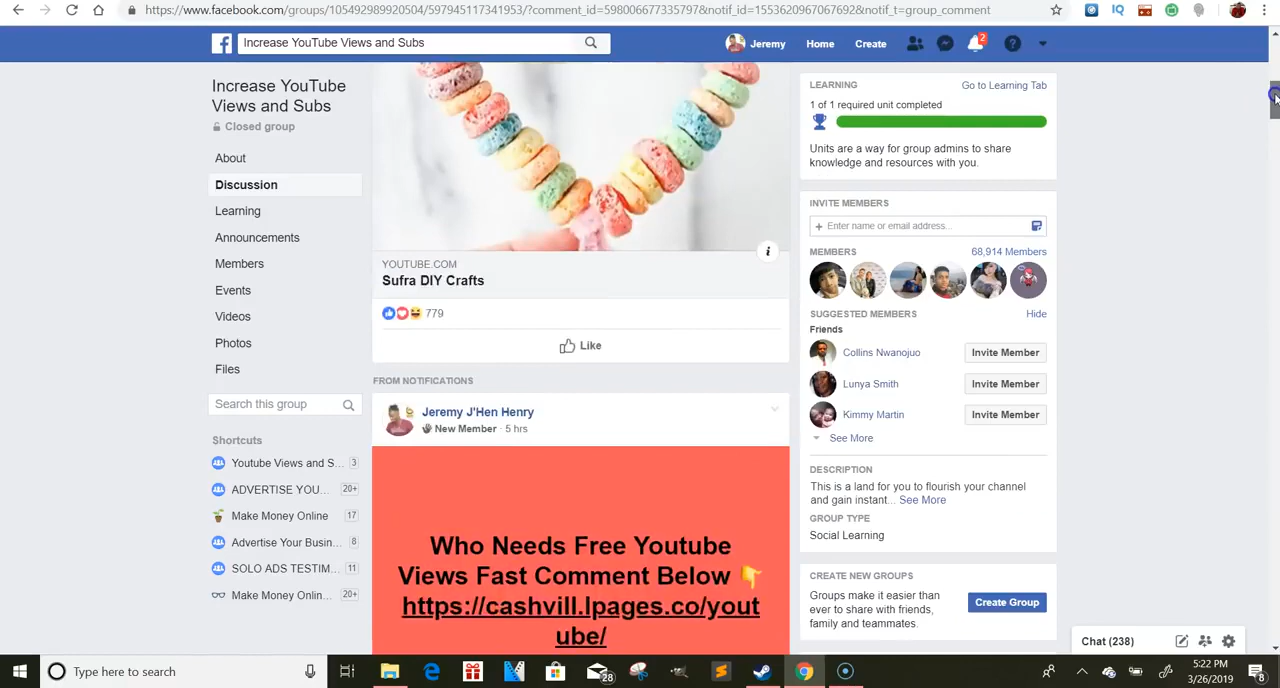 https://www.facebook.com/groups/105492989920504/597945117341953/?comment_id=598006677335797&notif_id=1553620967067692&notif_t=group_comment
IQ
Increase YouTube Views and Subs
Jeremy
Home
Create
2
Increase YouTube
Views and Subs
Closed group
About
Discussion
Learning
Announcements
Members
Events
Videos
Photos
Files
Search this group
Shortcuts
Youtube Views and S... 3
ADVERTISE YOU... 20+
Make Money Online 17
Advertise Your Busin... 8
SOLO ADS TESTIM... 11
Make Money Onlin... 20+
YOUTUBE.COM
Sufra DIY Crafts
779
Like
FROM NOTIFICATIONS
Jeremy J'Hen Henry
New Member · 5 hrs
Who Needs Free Youtube
Views Fast Comment Below
https://cashvill.lpages.co/yout
ube/
LEARNING
Go to Learning Tab
1 of 1 required unit completed
Units are a way for group admins to share
knowledge and resources with you.
INVITE MEMBERS
+ Enter name or email address...
MEMBERS
68,914 Members
SUGGESTED MEMBERS
Hide
Friends
Collins Nwanojuo
Invite Member
Lunya Smith
Invite Member
Kimmy Martin
Invite Member
See More
DESCRIPTION
This is a land for you to flourish your channel
and gain instant... See More
GROUP TYPE
Social Learning
CREATE NEW GROUPS
Groups make it easier than
ever to share with friends,
family and teammates.
Create Group
Chat (238)
Type here to search
28
5:22 PM
3/26/2019
8